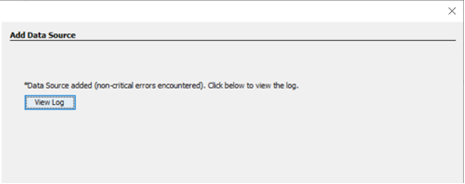 Add Data Source
*Data Source added (non-critical errors encountered). Click below to view the log.
View Log